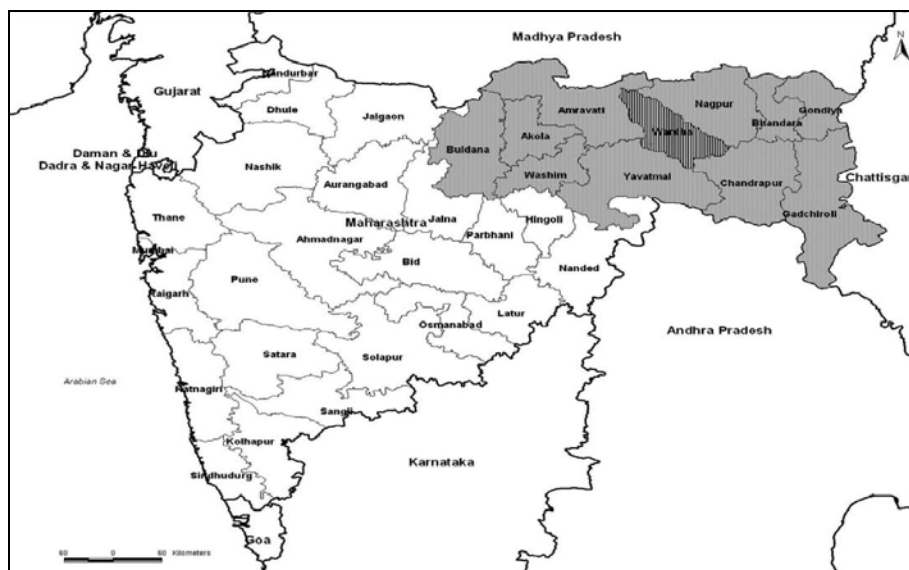 Madhya Pradesh
N
Nandurbar
Gujarat
Dhule
Jalgaon
Amravati
Nagpur
Gondiya
Bhandara
Akola
Wardha
Buldana
Nashik
Daman & Diu
Dadra & Nagar Haveli
Washim
Yavatmal
Chandrapur
Chattisgar
Aurangabad
Gadchiroli
Thane
Maharashtra
Jalna
Hingoli
Parbhani
Ahmadnagar
Mumbai
Bid
Nanded
Pune
Raigarh
Latur
Osmanabad
Andhra Pradesh
Satara
Solapur
Arabian Sea
Ratnagiri
Sangli
Kolhapur
Karnataka
Sindhudurg
Goa
60 0 60 Kilometers